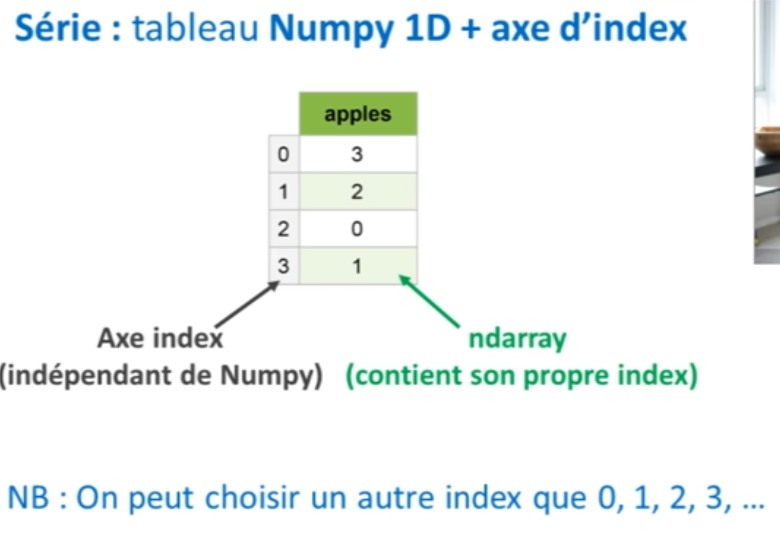 Série : tableau Numpy 1D + axe d'index
apples
0 3
1 2
2 0
3 1
Axe index ndarray
(indépendant de Numpy) (contient son propre index)
NB : On peut choisir un autre index que 0, 1, 2, 3, ...